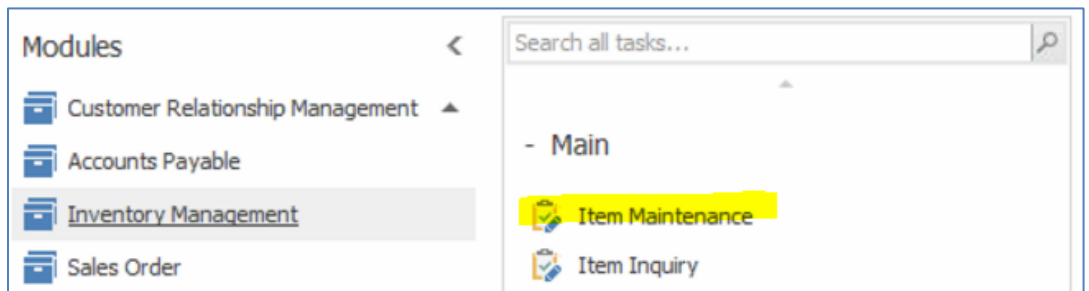 Modules
Customer Relationship Management
Accounts Payable
Inventory Management
Sales Order
Search all tasks...
- Main
Item Maintenance
Item Inquiry